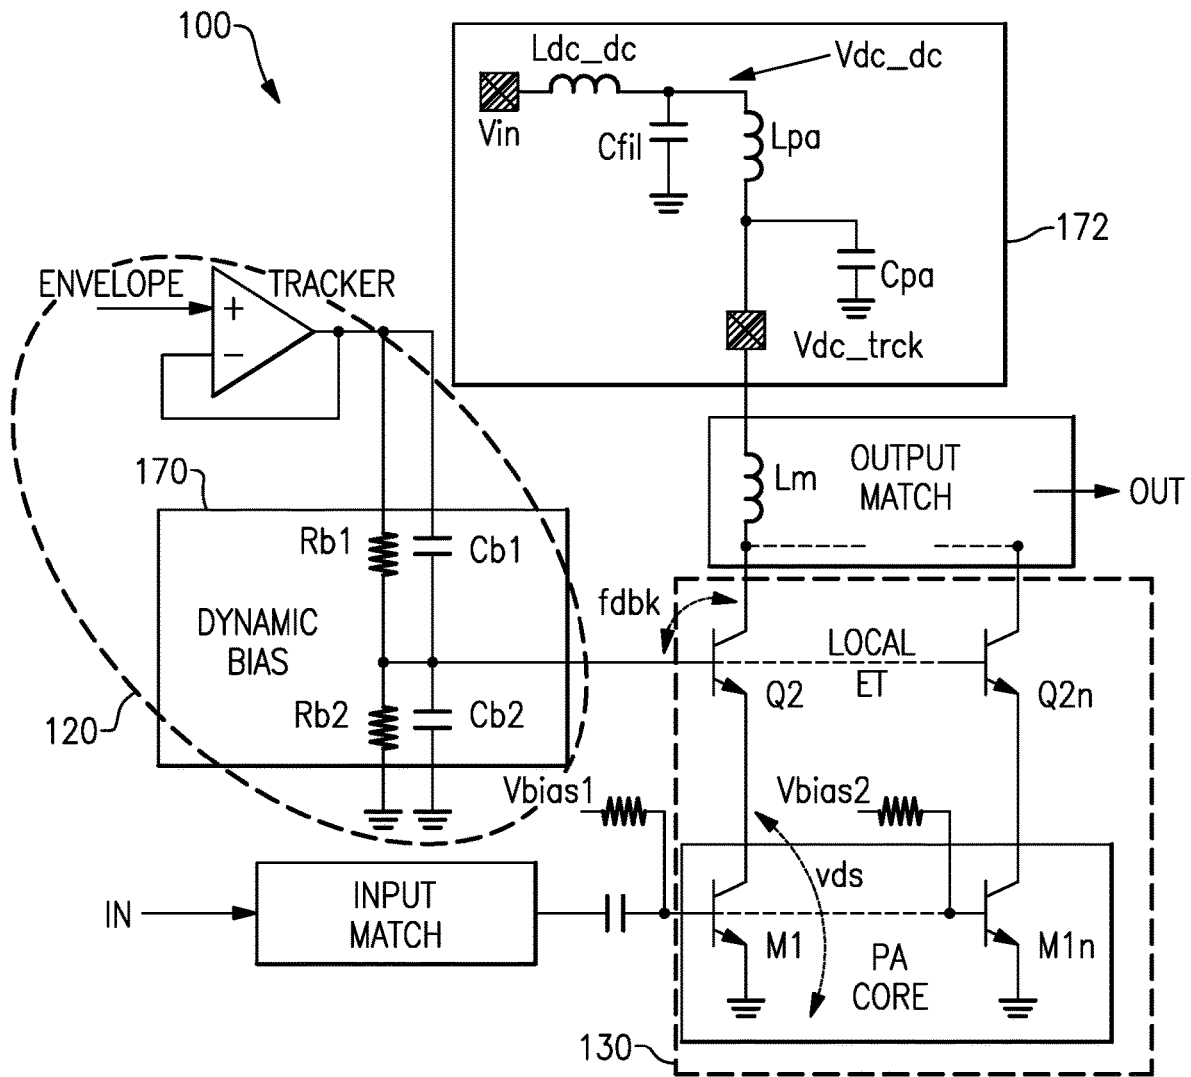 100
Ldc_dc
Vdc_dc
Vin
Cfil
Lpa
172
Cpa
Vdc_trck
ENVELOPE TRACKER
+
−
170
Rb1
Cb1
DYNAMIC
BIAS
Rb2
Cb2
120
Lm
OUTPUT
MATCH
OUT
fdbk
LOCAL
ET
Q2
Q2n
Vbias1
Vbias2
IN
INPUT
MATCH
vds
M1
PA
CORE
M1n
130